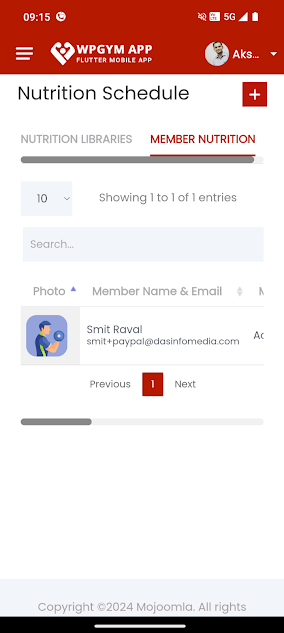 09:15 5G
WPGYM APP Aks...
FLUTTER MOBILE APP
Nutrition Schedule
NUTRITION LIBRARIES MEMBER NUTRITION
10 Showing 1 to 1 of 1 entries
Search...
Photo Member Name & Email
Smit Raval
smit+paypal@dasinfomedia.com
Previous 1 Next
Copyright ©2024 Mojoomla. All rights